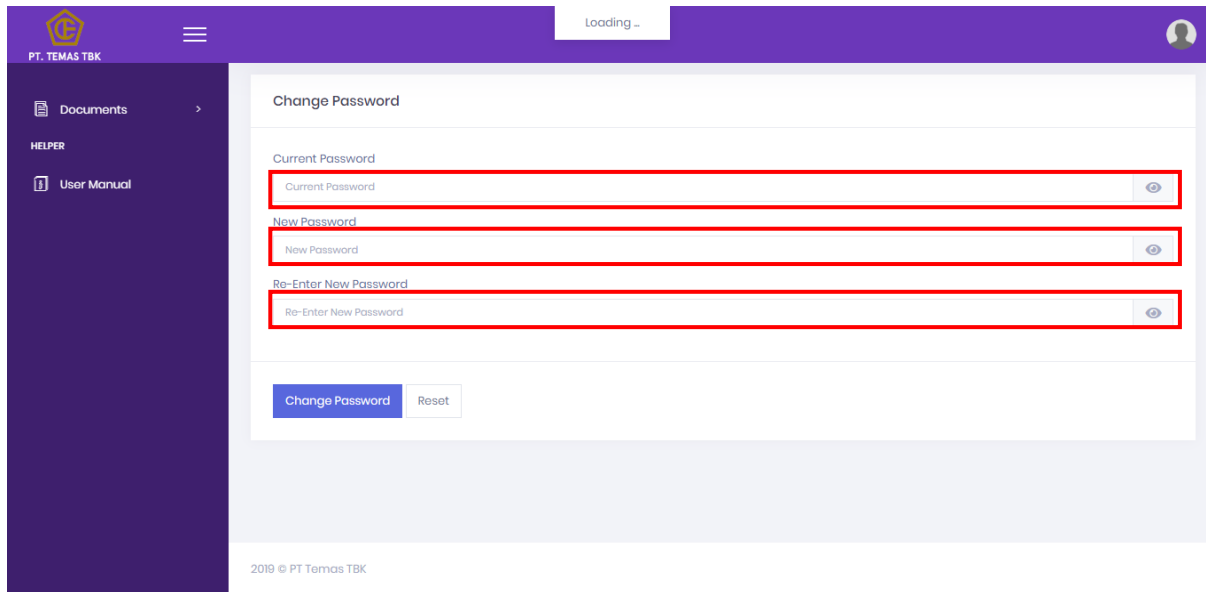 Loading ...
PT. TEMAS TBK
Documents
HELPER
User Manual
Change Password
Current Password
Current Password
New Password
New Password
Re-Enter New Password
Re-Enter New Password
Change Password Reset
2019 © PT Temas TBK